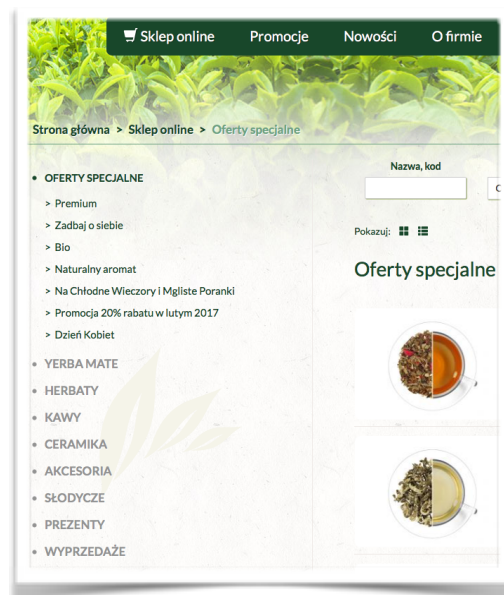 Sklep online Promocje Nowości O firmie
Strona główna > Sklep online > Oferty specjalne
• OFERTY SPECJALNE
> Premium
> Zadbaj o siebie
> Bio
> Naturalny aromat
> Na Chłodne Wieczory i Mgliste Poranki
> Promocja 20% rabatu w lutym 2017
> Dzień Kobiet
• YERBA MATE
• HERBATY
• KAWY
• CERAMIKA
• AKCESORIA
• SŁODYCZE
• PREZENTY
• WYPRZEDAŻE
Nazwa, kod
Pokazuj:
Oferty specjalne